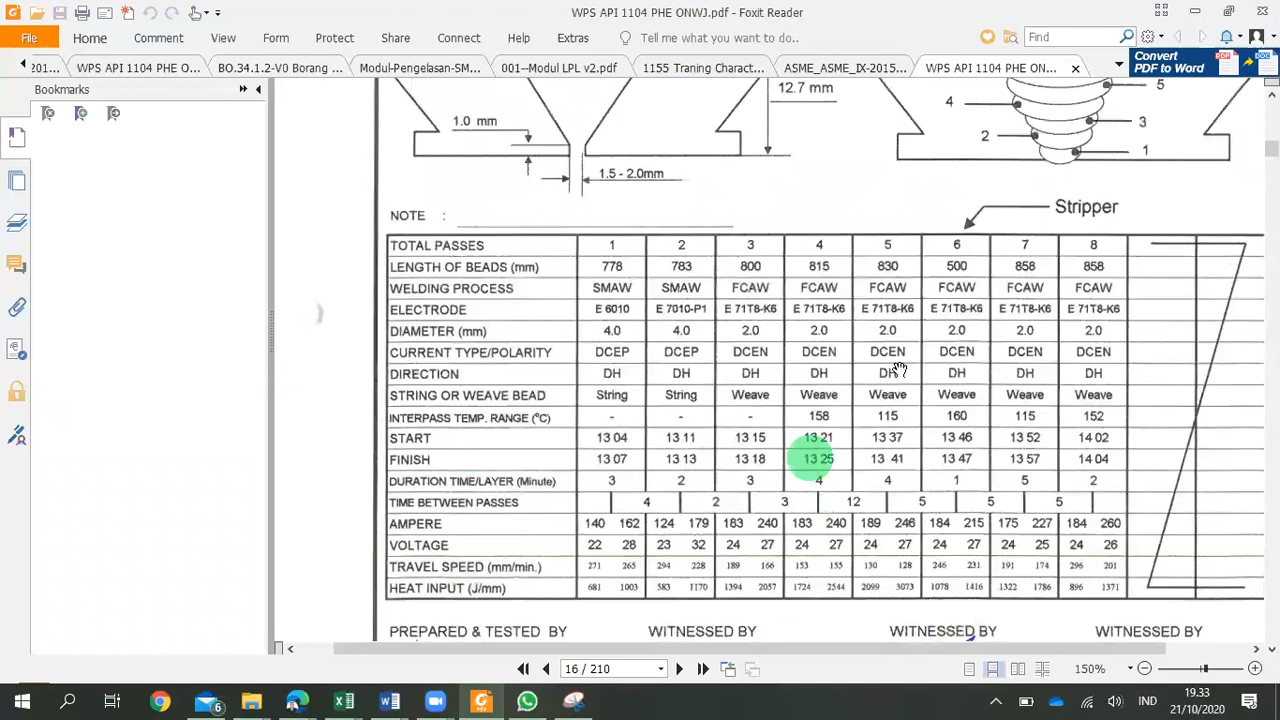 WPS API 1104 PHE ONWJ.pdf - Foxit Reader
File Home Comment View Form Protect Share Connect Help Extras Tell me what you want to do.. Find
201... WPS API 1104 PHE O... BO.34.1.2-V0 Borang ... Modul-Pengelasan-SM... 001-Modul LPL v2.pdf 1155 Traning Charact... ASME_ASME_IX-2015... WPS API 1104 PHE ON... Convert
PDF to Word
Bookmarks
12.7 mm
1.0 mm
1.5 - 2.0mm
5
4
3
2
1
NOTE :
Stripper
TOTAL PASSES 1 2 3 4 5 6 7 8
LENGTH OF BEADS (mm) 778 783 800 815 830 500 858 858
WELDING PROCESS SMAW SMAW FCAW FCAW FCAW FCAW FCAW FCAW
ELECTRODE E 6010 E 7010-P1 E 71T8-K6 E 71T8-K6 E 71T8-K6 E 71T8-K6 E 71T8-K6 E 71T8-K6
DIAMETER (mm) 4.0 4.0 2.0 2.0 2.0 2.0 2.0 2.0
CURRENT TYPE/POLARITY DCEP DCEP DCEN DCEN DCEN DCEN DCEN DCEN
DIRECTION DH DH DH DH DH DH DH DH
STRING OR WEAVE BEAD String String Weave Weave Weave Weave Weave Weave
INTERPASS TEMP. RANGE (°C) - - - 158 115 160 115 152
START 13 04 13 11 13 15 13 21 13 37 13 46 13 52 14 02
FINISH 13 07 13 13 13 18 13 25 13 41 13 47 13 57 14 04
DURATION TIME/LAYER (Minute) 3 2 3 4 4 1 5 2
TIME BETWEEN PASSES 4 2 3 12 5 5 5
AMPERE 140 162 124 179 183 240 183 240 189 246 184 215 175 227 184 260
VOLTAGE 22 28 23 32 24 27 24 27 24 27 24 27 24 25 24 26
TRAVEL SPEED (mm/min.) 271 265 294 228 189 166 153 155 130 128 246 231 191 174 296 201
HEAT INPUT (J/mm) 681 1003 583 1170 1394 2057 1724 2544 2099 3073 1078 1416 1322 1786 896 1371
PREPARED & TESTED BY WITNESSED BY WITNESSED BY WITNESSED BY
16 / 210 150%
6 IND 19.33
21/10/2020